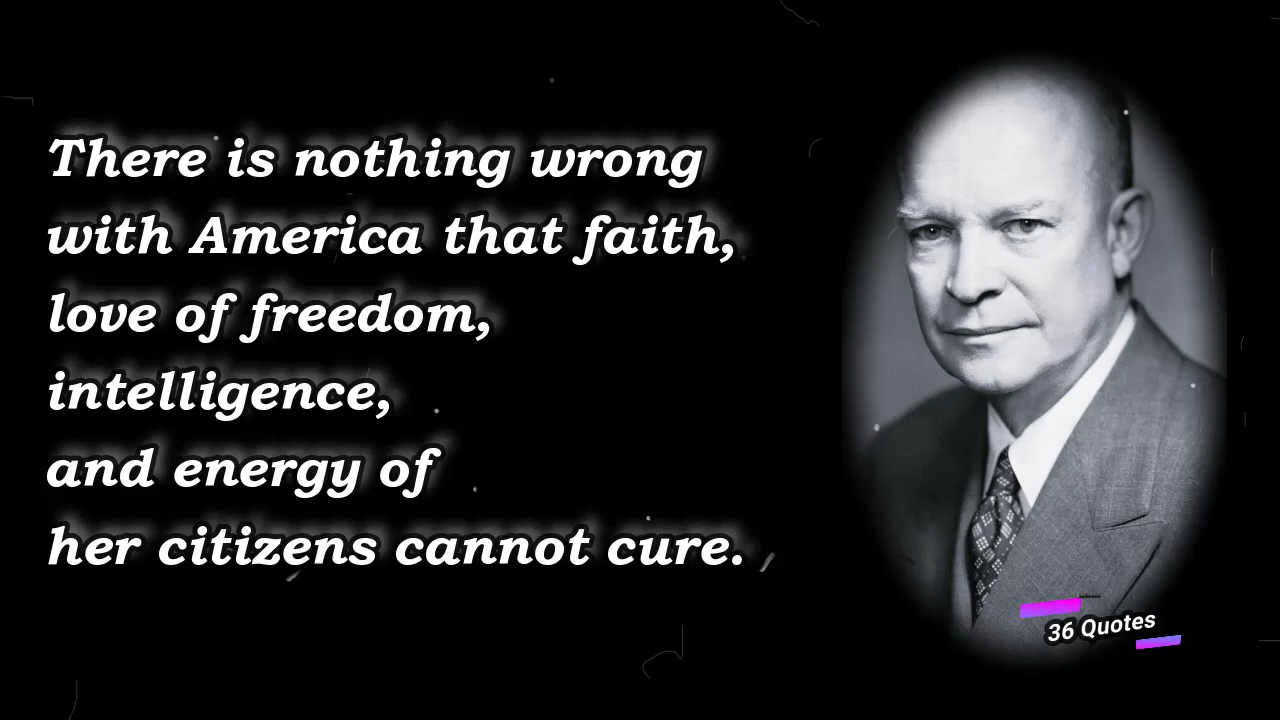 There is nothing wrong
with America that faith,
love of freedom,
intelligence,
and energy of
her citizens cannot cure.
36 Quotes